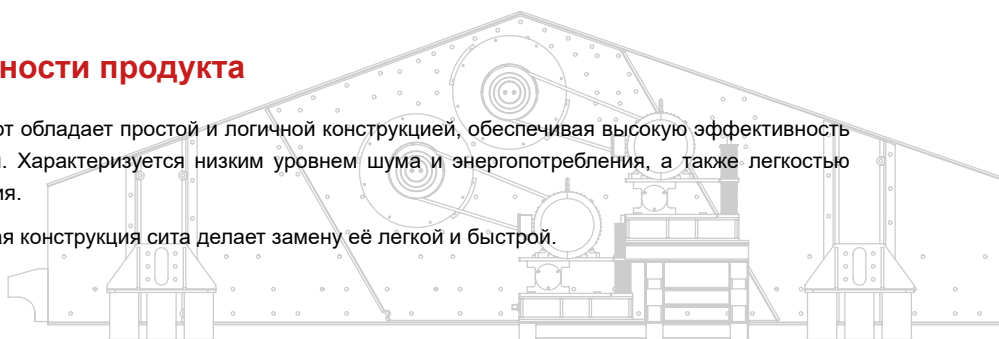 ности продукта
от обладает простой и логичной конструкцией, обеспечивая высокую эффективность
. Характеризуется низким уровнем шума и энергопотребления, а также легкостью
ия.
ая конструкция сита делает замену её легкой и быстрой.